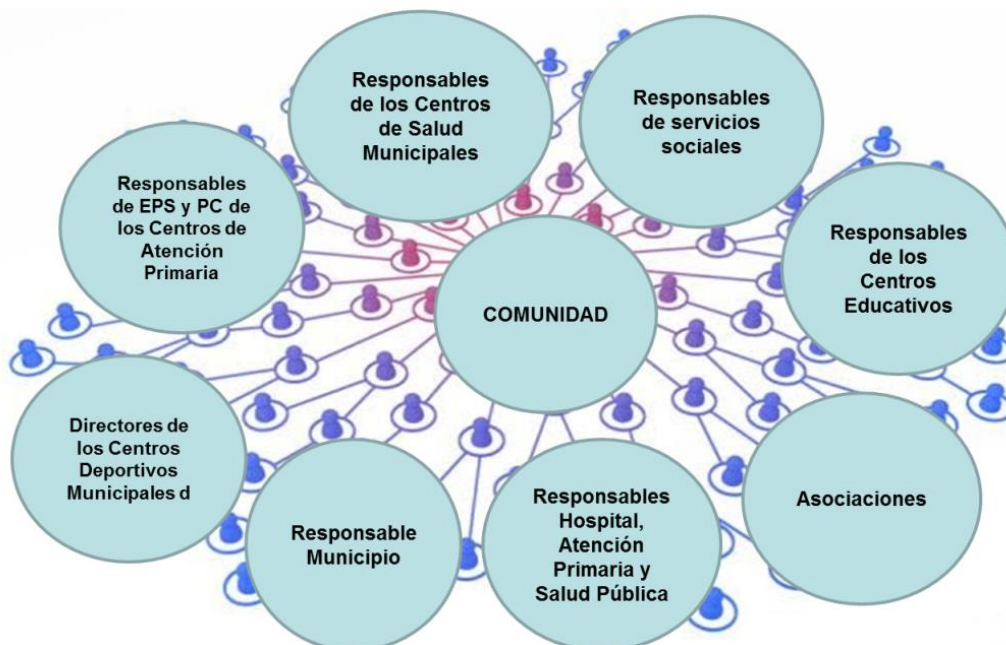 Responsables
de los Centros
de Salud
Municipales
Responsables
de servicios
sociales
Responsables
de EPS y PC de
los Centros de
Atención
Primaria
Responsables
de los
Centros
Educativos
COMUNIDAD
Directores de
los Centros
Deportivos
Municipales d
Responsable
Municipio
Responsables
Hospital,
Atención
Primaria y
Salud Pública
Asociaciones